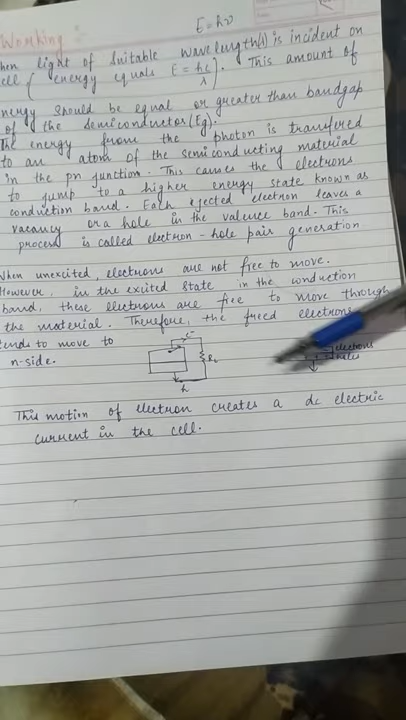 E = hν
Working :
when light of Suitable wavelength(λ) is incident on
cell { energy equals E = hc/λ }. This amount of
energy should be equal or greater than bandgap
of the semiconductor (Eg).
The energy from the photon is transfered
to an atom of the semiconducting material
in the pn junction. This causes the electrons
to jump to a higher energy state known as
conduction band. Each ejected electron leaves a
vacancy or a hole in the valence band. This
process is called electron - hole pair generation
When unexcited, electrons are not free to move.
However, in the excited state in the conduction
band, these electrons are free to move through
the material. Therefore, the freed electrons
tends to move to
n-side.
e⁻
RL
h
electrons
holes
This motion of electron creates a dc electric
current in the cell.